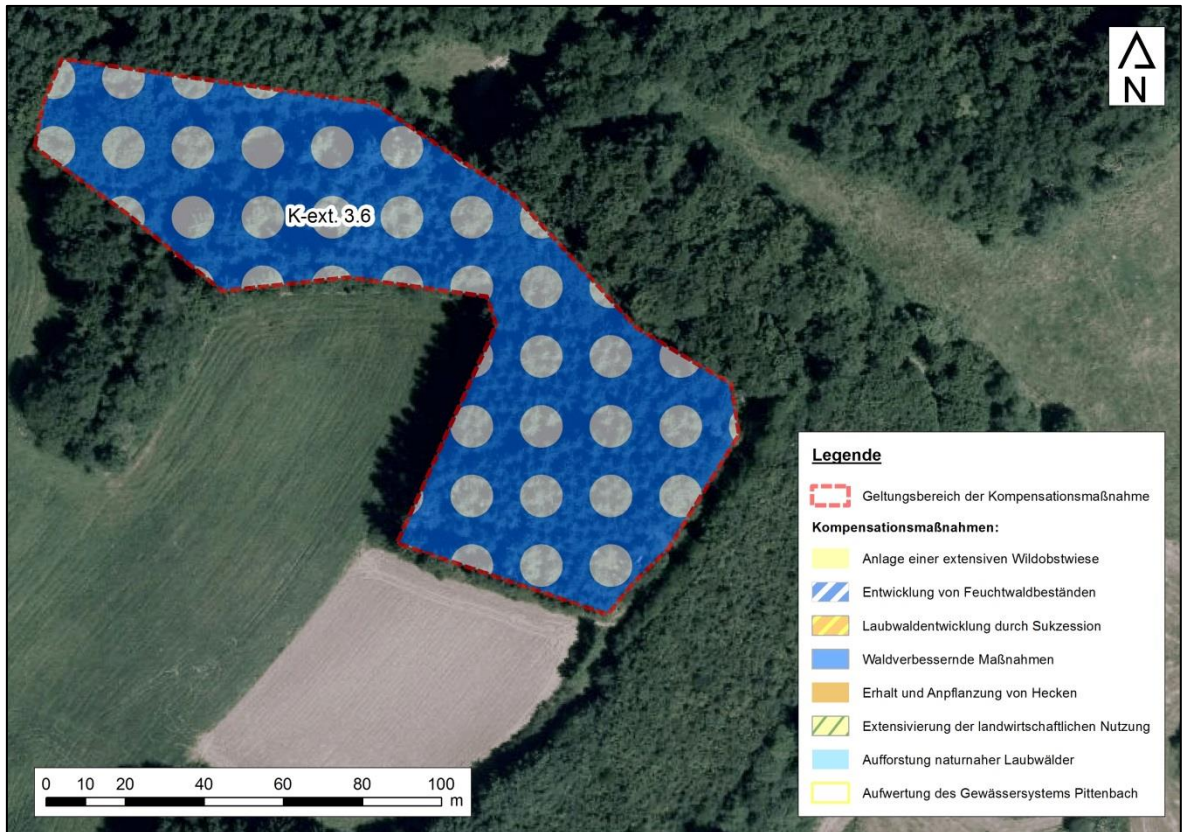 N
K-ext. 3.6
Legende
Geltungsbereich der Kompensationsmaßnahme
Kompensationsmaßnahmen:
Anlage einer extensiven Wildobstwiese
Entwicklung von Feuchtwaldbeständen
Laubwaldentwicklung durch Sukzession
Waldverbessernde Maßnahmen
Erhalt und Anpflanzung von Hecken
Extensivierung der landwirtschaftlichen Nutzung
Aufforstung naturnaher Laubwälder
Aufwertung des Gewässersystems Pittenbach
0 10 20 40 60 80 100
m